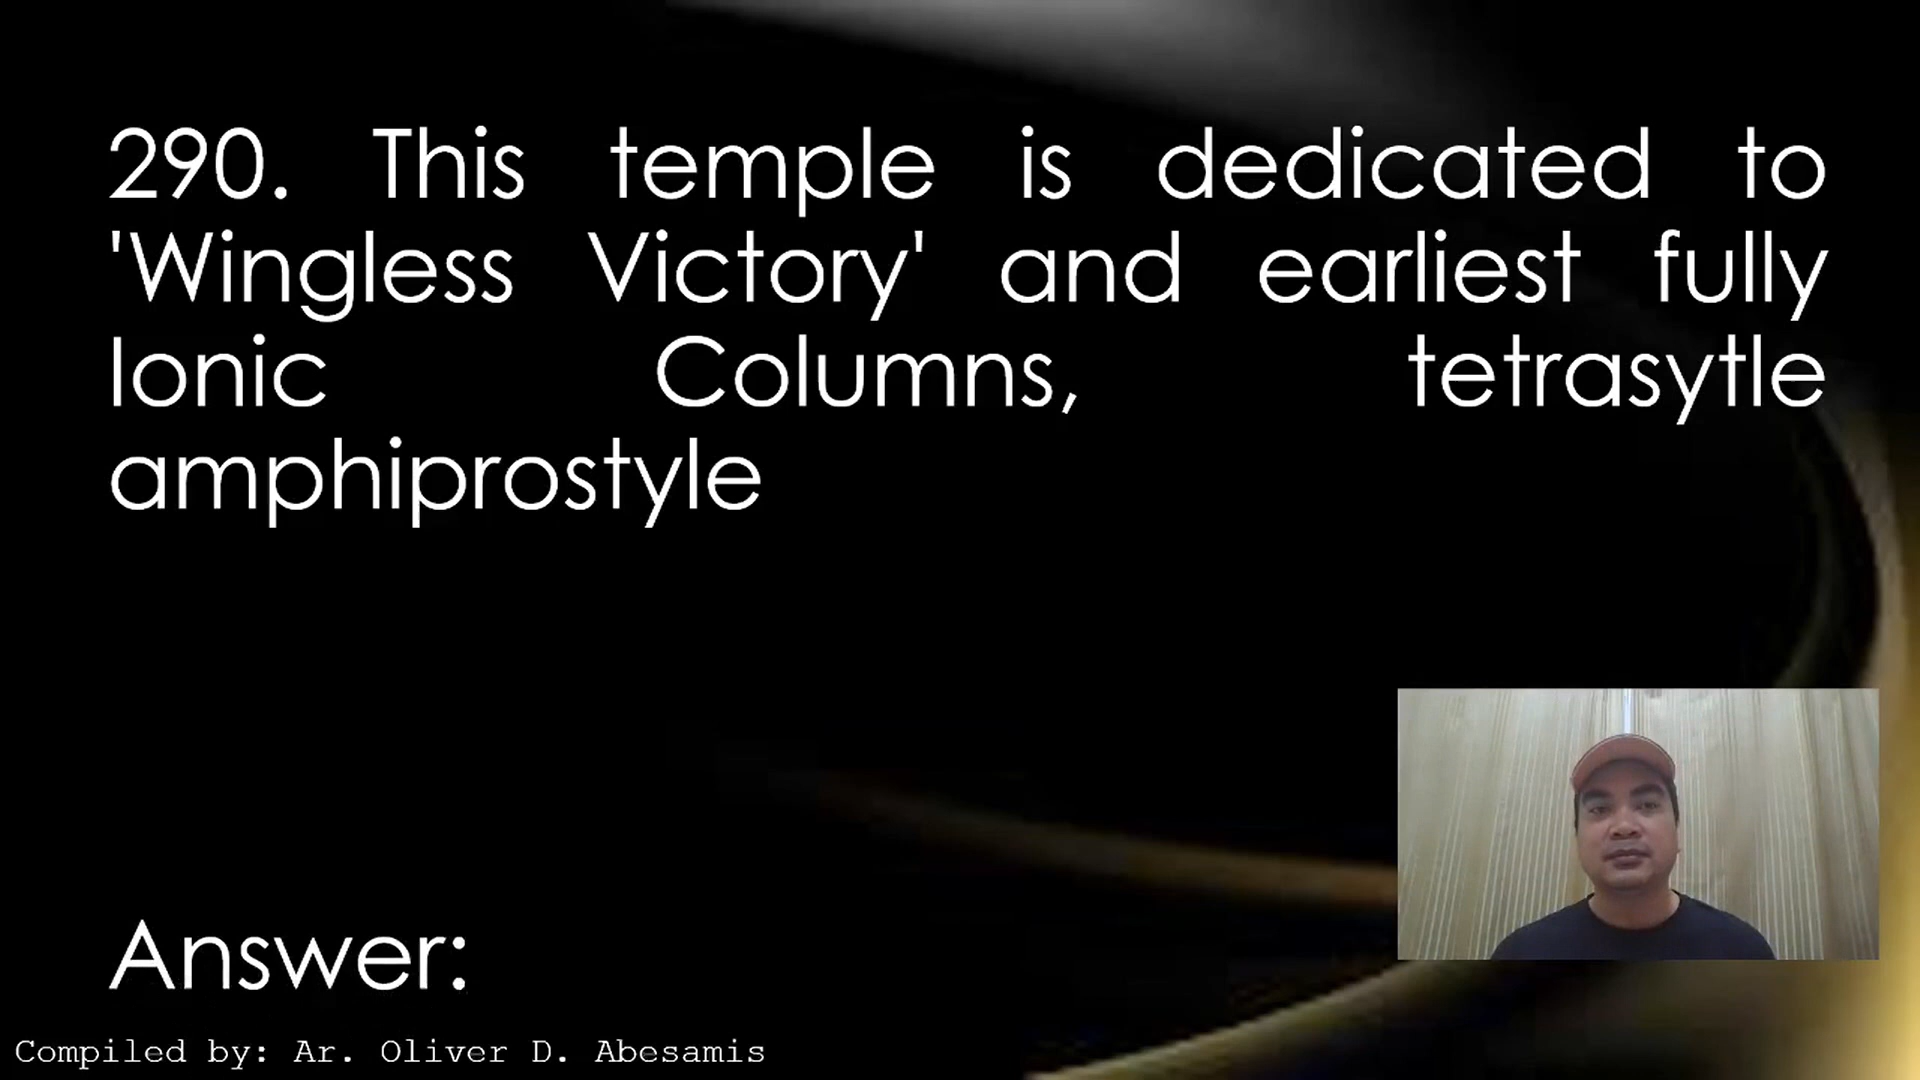 290. This temple is dedicated to
'Wingless Victory' and earliest fully
Ionic Columns, tetrasytle
amphiprostyle
Answer:
Compiled by: Ar. Oliver D. Abesamis